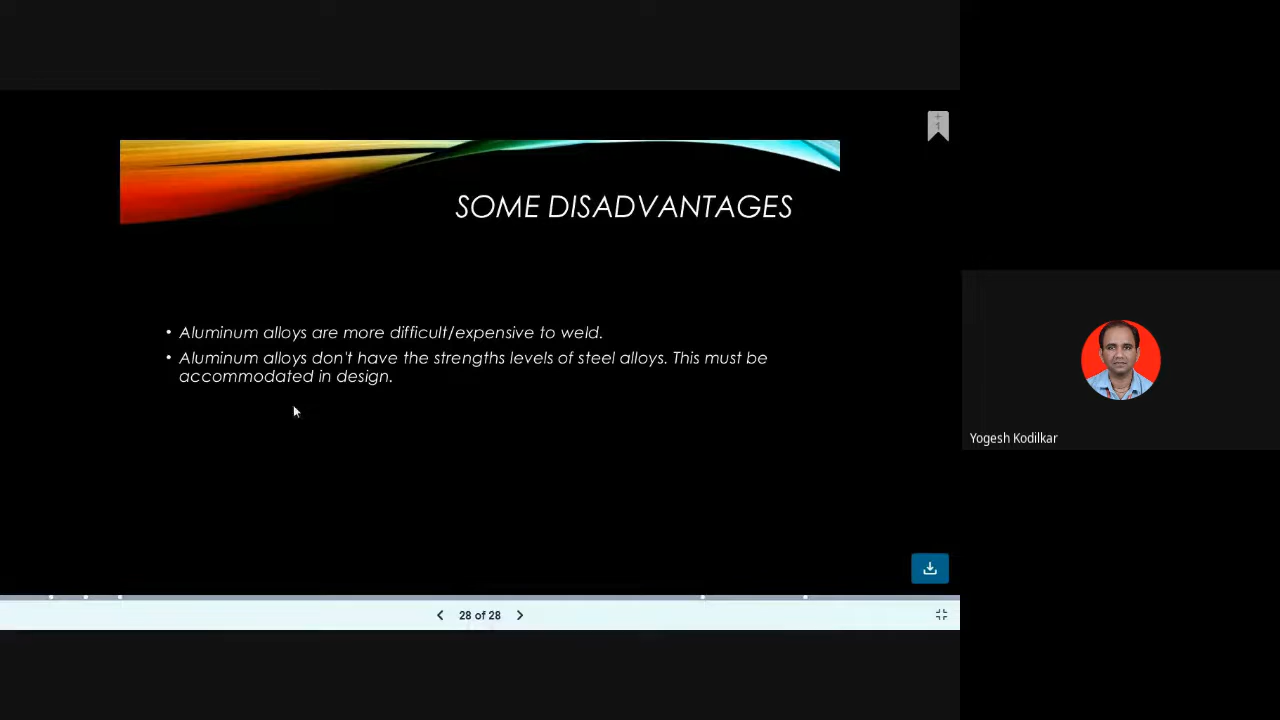 SOME DISADVANTAGES
• Aluminum alloys are more difficult/expensive to weld.
• Aluminum alloys don't have the strengths levels of steel alloys. This must be
accommodated in design.
Yogesh Kodilkar
28 of 28